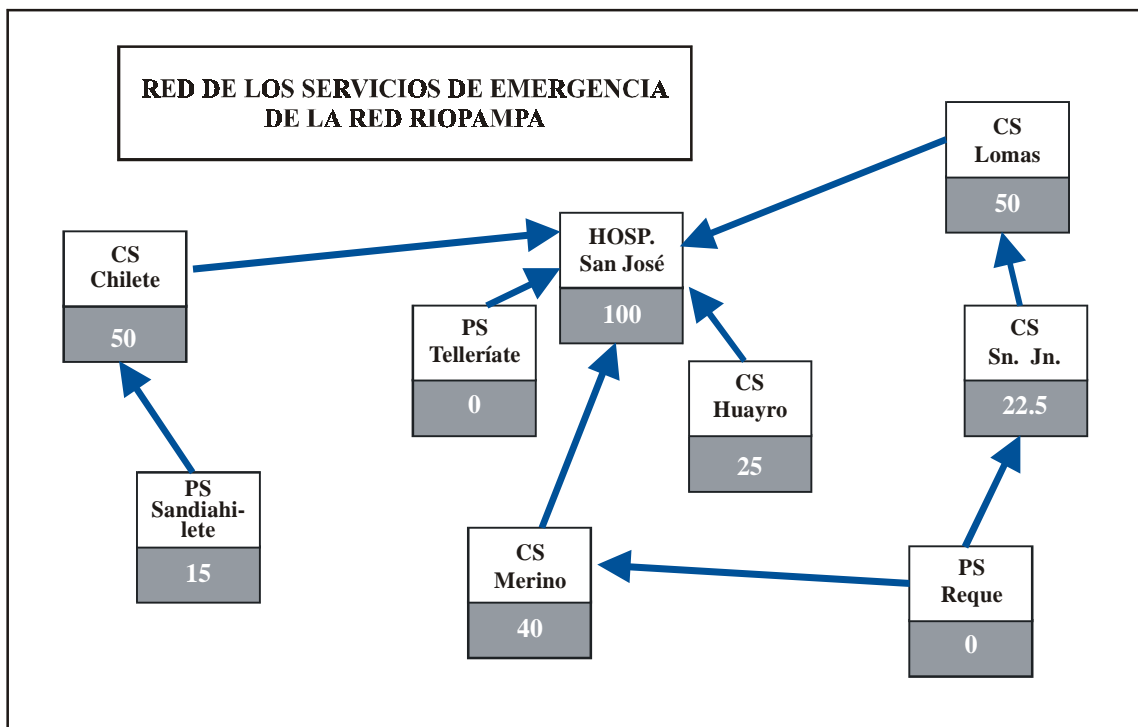 RED DE LOS SERVICIOS DE EMERGENCIA
DE LA RED RIOPAMPA
CS
Lomas
50
HOSP.
San José
100
CS
Chilete
50
PS
Telleríate
0
CS
Sn. Jn.
22.5
CS
Huayro
25
PS
Sandiahi-
lete
15
CS
Merino
40
PS
Reque
0